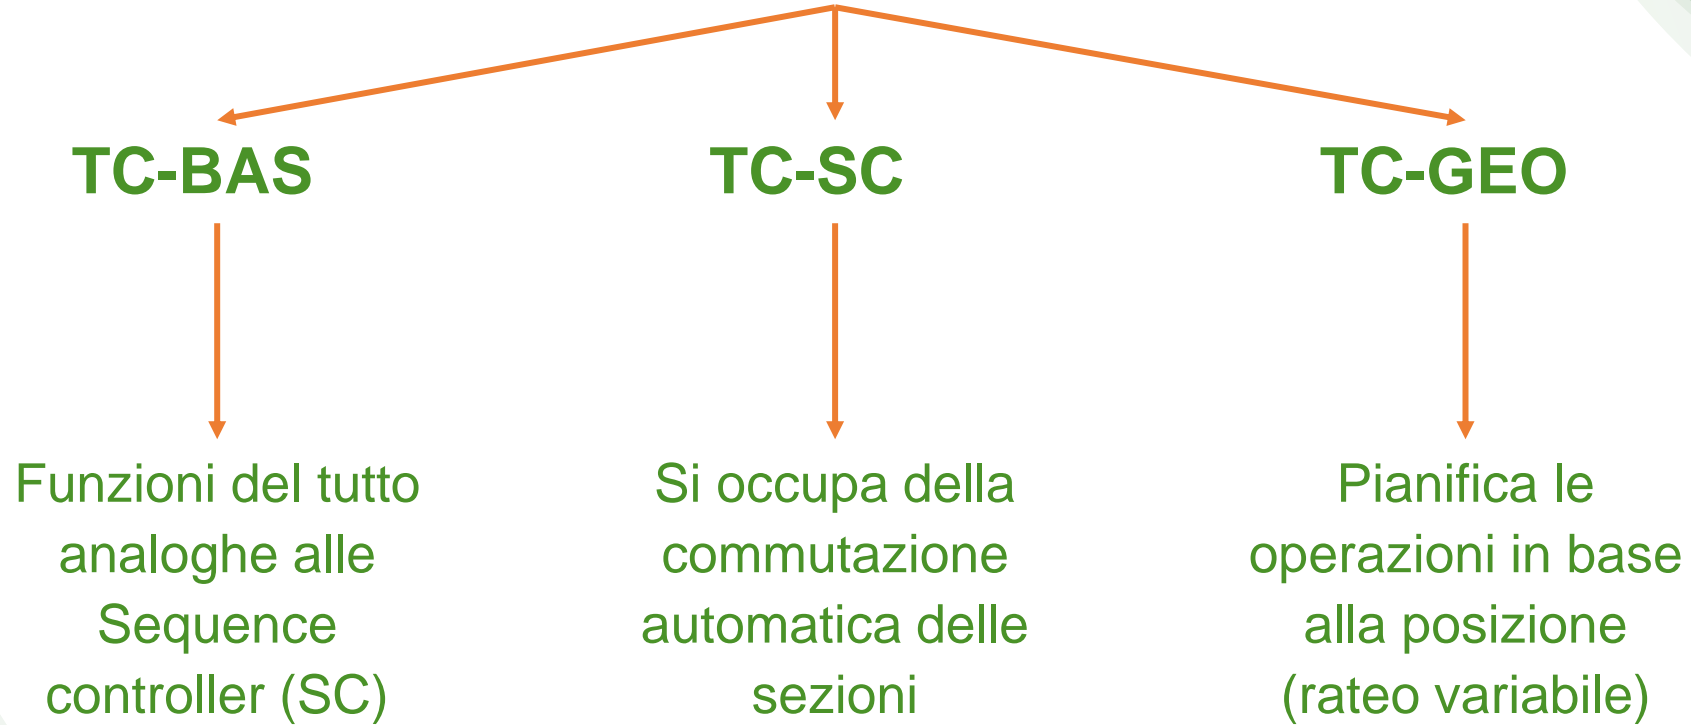 TC-BAS
TC-SC
TC-GEO
Funzioni del tutto
analoghe alle
Sequence
controller (SC)
Si occupa della
commutazione
automatica delle
sezioni
Pianifica le
operazioni in base
alla posizione
(rateo variabile)